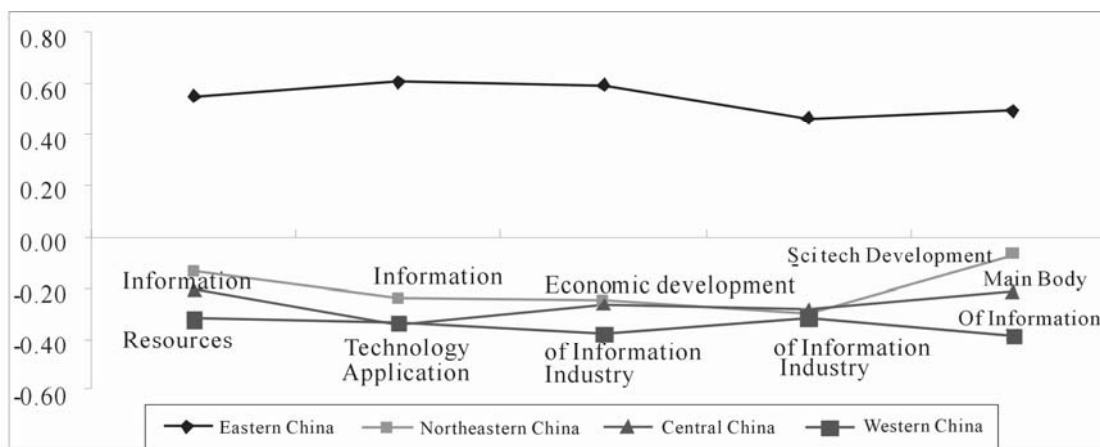 0.80
0.60
0.40
0.20
0.00
-0.20
-0.40
-0.60
Information
Resources
Information
Technology
Application
Economic development
of Information
Industry
Scitech Development
of Information
Industry
Main Body
Of Information
Eastern China
Northeastern China
Central China
Western China